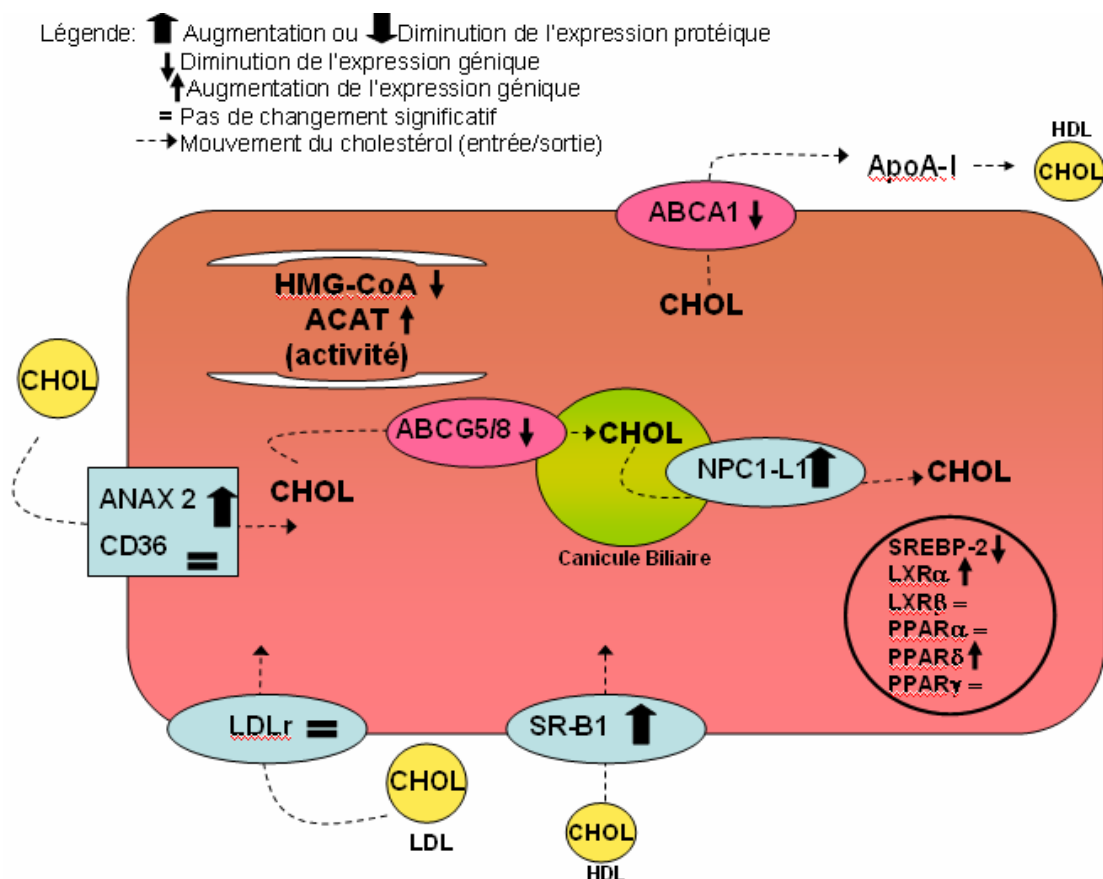 Légende: Augmentation ou Diminution de l'expression protéique
Diminution de l'expression génique
Augmentation de l'expression génique
= Pas de changement significatif
Mouvement du cholestérol (entrée/sortie)
HDL
ApoA-I
CHOL
ABCA1
HMG-CoA
ACAT
(activité)
CHOL
CHOL
ABCG5/8
CHOL
NPC1-L1
CHOL
CHOL
ANAX 2
CD36 =
Canicule Biliaire
SREBP-2
LXRα
LXRβ =
PPARα =
PPARδ
PPARγ =
LDLr =
SR-B1
CHOL
LDL
CHOL
HDL